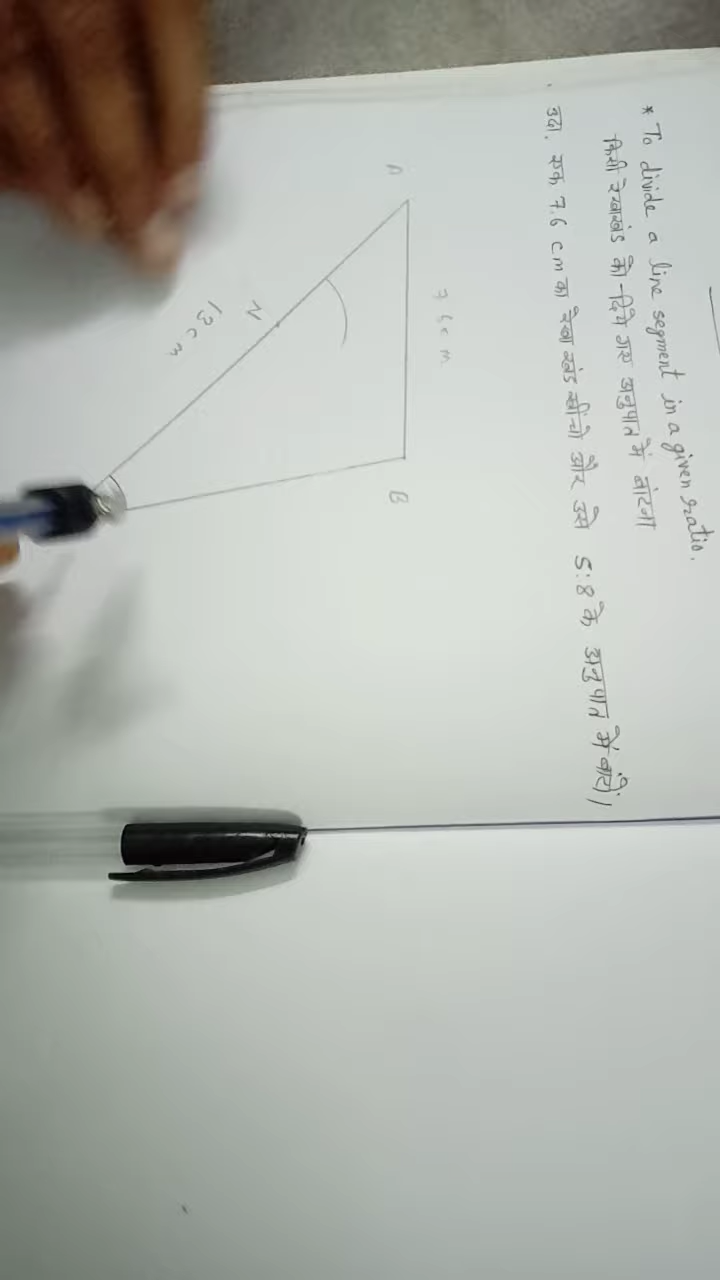 * To divide a line segment in a given ratio.
किसी रेखाखंड को दिये गए अनुपात में बांटना
उदा. एक 7.6 cm का रेखा खंड खींचो और उसे 5:8 के अनुपात में बांटो।
7.6 cm
A
B
13 cm